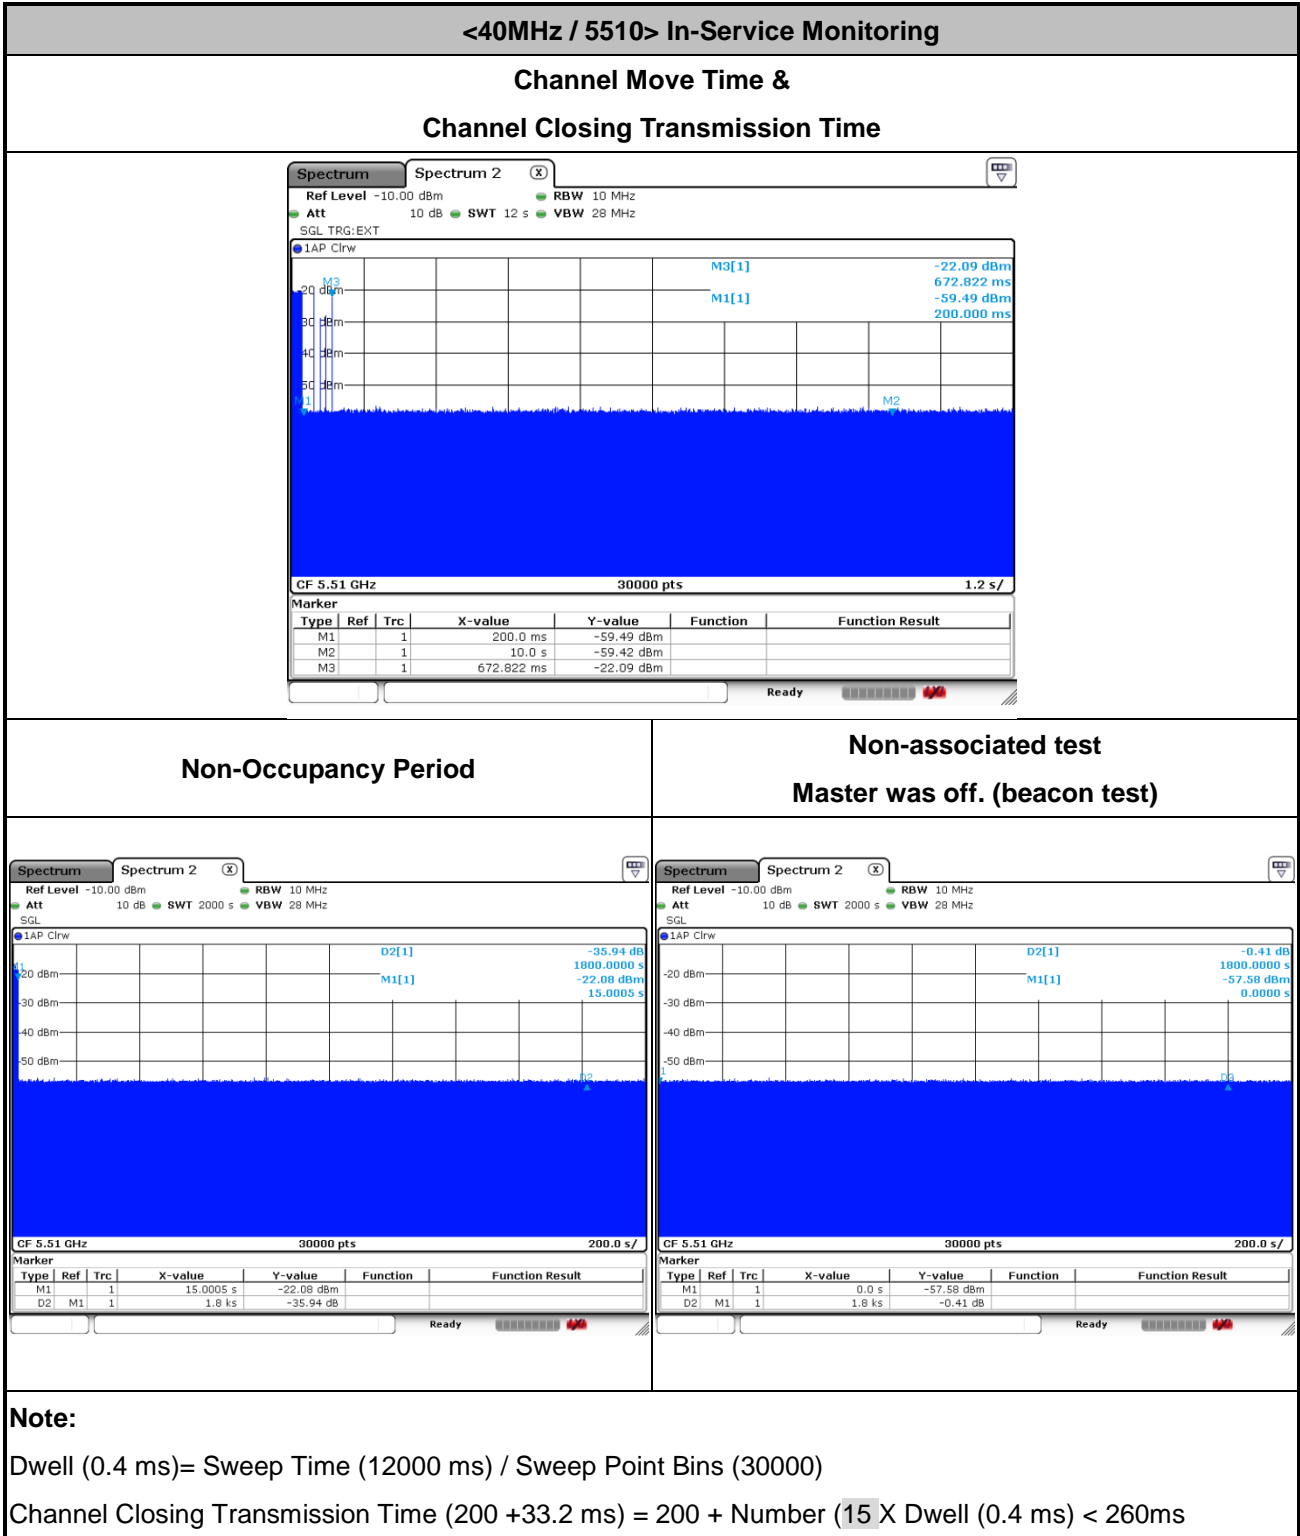 <40MHz / 5510> In-Service Monitoring
Channel Move Time &
Channel Closing Transmission Time
Spectrum Spectrum 2 X
Ref Level -10.00 dBm RBW 10 MHz
Att 10 dB SWT 12 s VBW 28 MHz
SGL TRG:EXT
1AP Clrw
M3[1] -22.09 dBm
672.822 ms
M1[1] -59.49 dBm
200.000 ms
M3
-20 dBm
-30 dBm
-40 dBm
-50 dBm
M1 M2
CF 5.51 GHz 30000 pts 1.2 s/
Marker
Type Ref Trc X-value Y-value Function Function Result
M1 1 200.0 ms -59.49 dBm
M2 1 10.0 s -59.42 dBm
M3 1 672.822 ms -22.09 dBm
Ready
Non-Occupancy Period
Non-associated test
Master was off. (beacon test)
Spectrum Spectrum 2 X
Ref Level -10.00 dBm RBW 10 MHz
Att 10 dB SWT 2000 s VBW 28 MHz
SGL
1AP Clrw
D2[1] -35.94 dB
1800.0000 s
M1[1] -22.08 dBm
15.0005 s
M1
-20 dBm
-30 dBm
-40 dBm
-50 dBm
D2
CF 5.51 GHz 30000 pts 200.0 s/
Marker
Type Ref Trc X-value Y-value Function Function Result
M1 1 15.0005 s -22.08 dBm
D2 M1 1 1.8 ks -35.94 dB
Ready
Spectrum Spectrum 2 X
Ref Level -10.00 dBm RBW 10 MHz
Att 10 dB SWT 2000 s VBW 28 MHz
SGL
1AP Clrw
D2[1] -0.41 dB
1800.0000 s
M1[1] -57.58 dBm
0.0000 s
-20 dBm
-30 dBm
-40 dBm
-50 dBm
1 D2
CF 5.51 GHz 30000 pts 200.0 s/
Marker
Type Ref Trc X-value Y-value Function Function Result
M1 1 0.0 s -57.58 dBm
D2 M1 1 1.8 ks -0.41 dB
Ready
Note:
Dwell (0.4 ms)= Sweep Time (12000 ms) / Sweep Point Bins (30000)
Channel Closing Transmission Time (200 +33.2 ms) = 200 + Number (15 X Dwell (0.4 ms) < 260ms